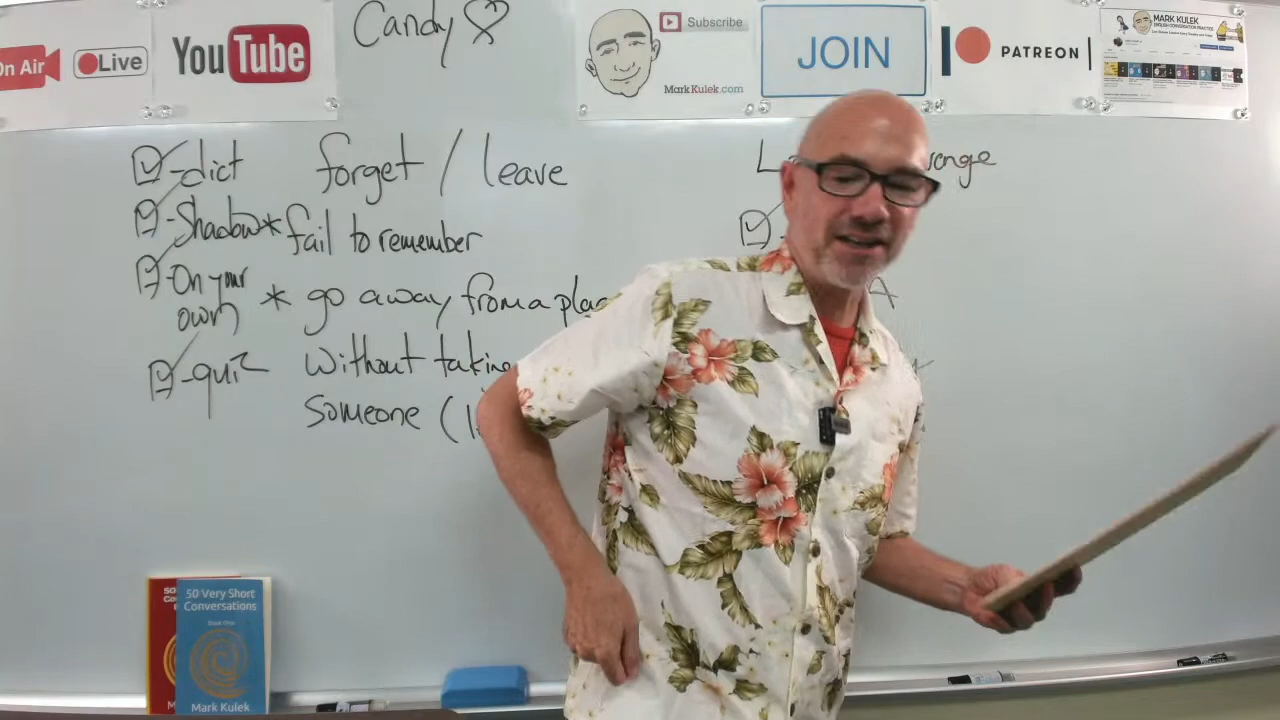 On Air
Live
YouTube
Candy
Subscribe
MarkKulek.com
JOIN
PATREON
MARK KULEK
dict
forget / leave
-Shadow * fail to remember
-On your own
* go away from a plac
Without takin
Someone (l
-quiz
50 Very Short
Conversations
Mark Kulek